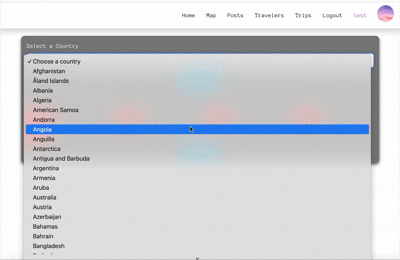 Home Map Posts Travelers Trips Logout test
Select a Country
✓ Choose a country
Afghanistan
Åland Islands
Albania
Algeria
American Samoa
Andorra
Angola
Anguilla
Antarctica
Antigua and Barbuda
Argentina
Armenia
Aruba
Australia
Austria
Azerbaijan
Bahamas
Bahrain
Bangladesh